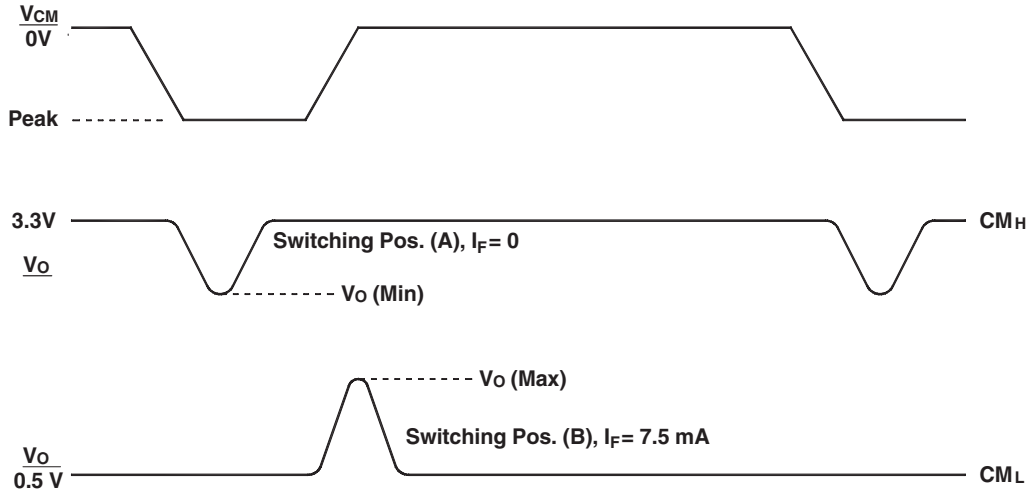 VCM
0V
Peak
3.3V
CMH
Switching Pos. (A), IF = 0
VO
VO (Min)
VO (Max)
Switching Pos. (B), IF = 7.5 mA
VO
0.5 V
CML